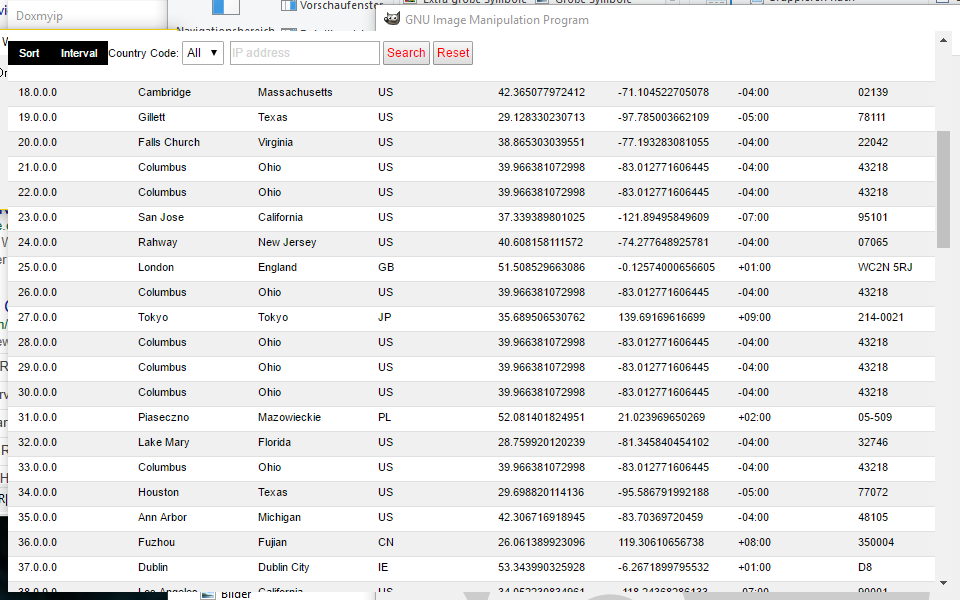 Doxmyip
Vorschaufenster
Extra große Symbole
Große Symbole
Gruppieren nach
GNU Image Manipulation Program
Navigationsbereich
Sort Interval Country Code: All ▼ IP address Search Reset
18.0.0.0 Cambridge Massachusetts US 42.365077972412 -71.104522705078 -04:00 02139
19.0.0.0 Gillett Texas US 29.128330230713 -97.785003662109 -05:00 78111
20.0.0.0 Falls Church Virginia US 38.865303039551 -77.193283081055 -04:00 22042
21.0.0.0 Columbus Ohio US 39.966381072998 -83.012771606445 -04:00 43218
22.0.0.0 Columbus Ohio US 39.966381072998 -83.012771606445 -04:00 43218
23.0.0.0 San Jose California US 37.339389801025 -121.89495849609 -07:00 95101
24.0.0.0 Rahway New Jersey US 40.608158111572 -74.277648925781 -04:00 07065
25.0.0.0 London England GB 51.508529663086 -0.12574000656605 +01:00 WC2N 5RJ
26.0.0.0 Columbus Ohio US 39.966381072998 -83.012771606445 -04:00 43218
27.0.0.0 Tokyo Tokyo JP 35.689506530762 139.69169616699 +09:00 214-0021
28.0.0.0 Columbus Ohio US 39.966381072998 -83.012771606445 -04:00 43218
29.0.0.0 Columbus Ohio US 39.966381072998 -83.012771606445 -04:00 43218
30.0.0.0 Columbus Ohio US 39.966381072998 -83.012771606445 -04:00 43218
31.0.0.0 Piaseczno Mazowieckie PL 52.081401824951 21.023969650269 +02:00 05-509
32.0.0.0 Lake Mary Florida US 28.759920120239 -81.345840454102 -04:00 32746
33.0.0.0 Columbus Ohio US 39.966381072998 -83.012771606445 -04:00 43218
34.0.0.0 Houston Texas US 29.698820114136 -95.586791992188 -05:00 77072
35.0.0.0 Ann Arbor Michigan US 42.306716918945 -83.70369720459 -04:00 48105
36.0.0.0 Fuzhou Fujian CN 26.061389923096 119.30610656738 +08:00 350004
37.0.0.0 Dublin Dublin City IE 53.343990325928 -6.2671899795532 +01:00 D8
38.0.0.0 Los Angeles California US 34.052230834961 -118.24368286133 -07:00 90001
Bilder